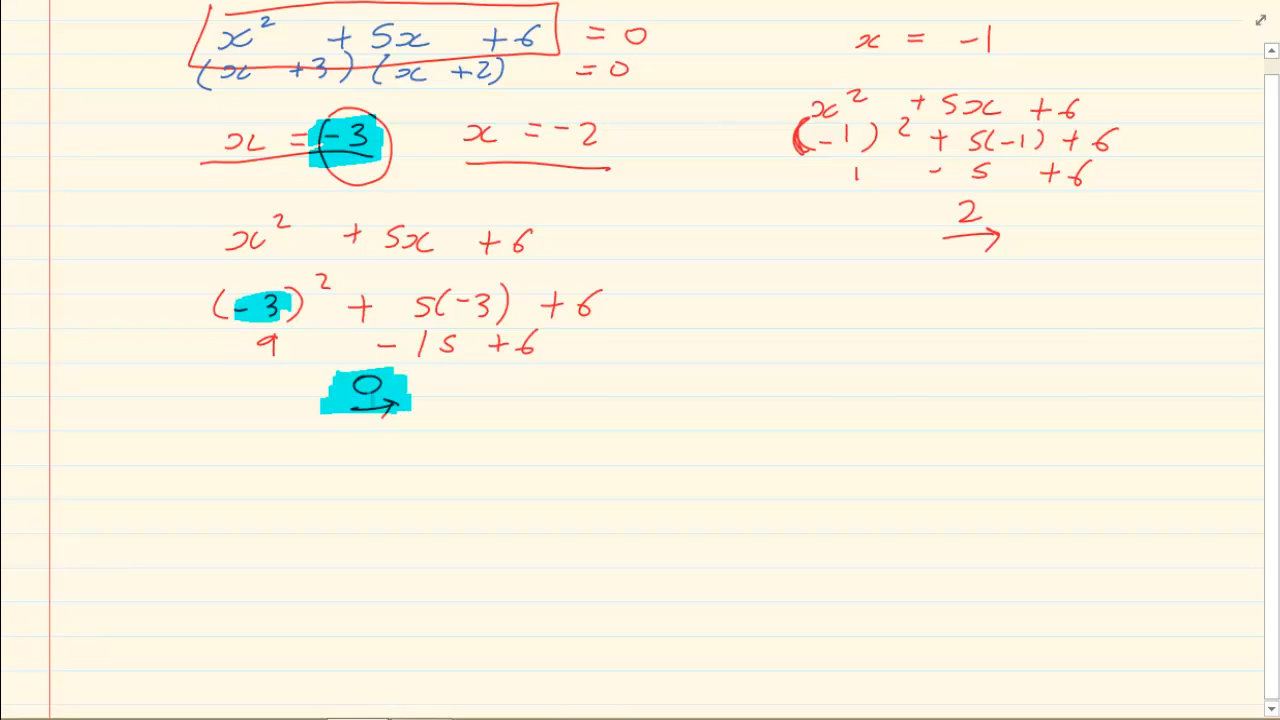 x² + 5x + 6 = 0
(x + 3) (x + 2) = 0
x = -3 x = -2
x² + 5x + 6
(-3)² + 5(-3) + 6
9 - 15 + 6
0
x = -1
x² + 5x + 6
(-1)² + 5(-1) + 6
1 - 5 + 6
2